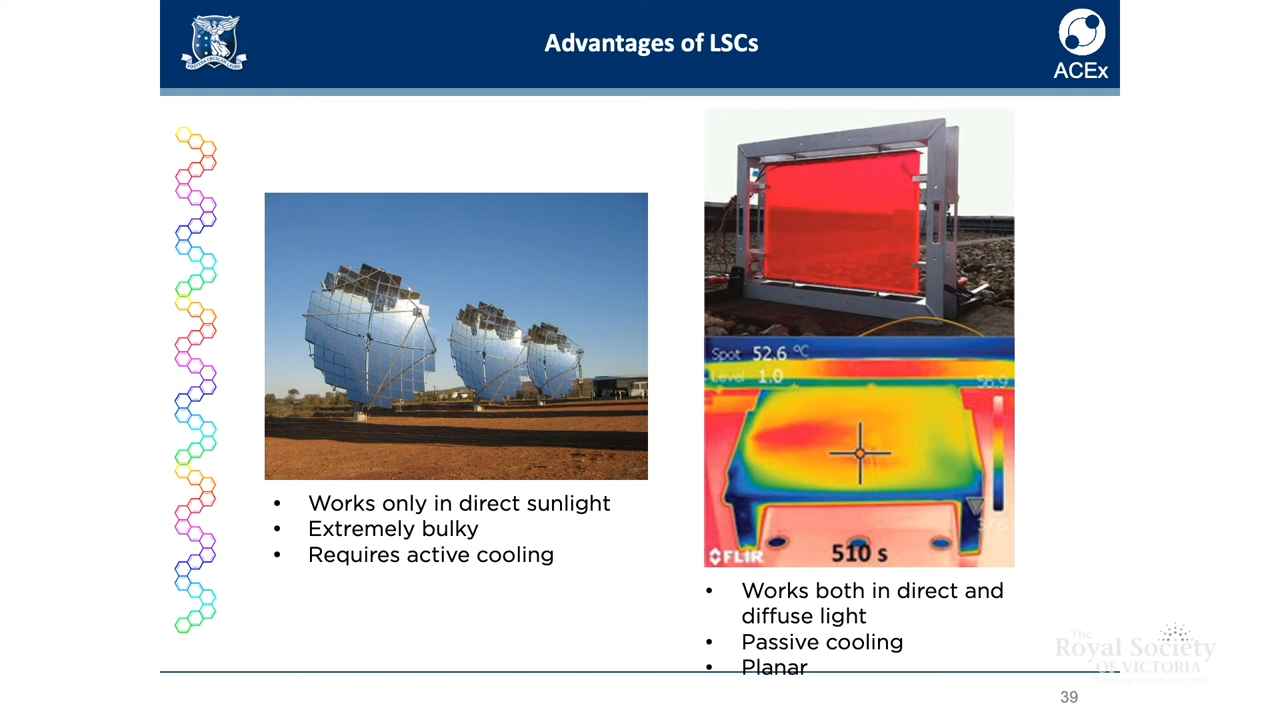 Advantages of LSCs
ACEx
• Works only in direct sunlight
• Extremely bulky
• Requires active cooling
Spot 52.6 °C
Level 1.0
56.9
FLIR
510 s
• Works both in direct and
diffuse light
• Passive cooling
• Planar
The
Royal Society
OF VICTORIA
39